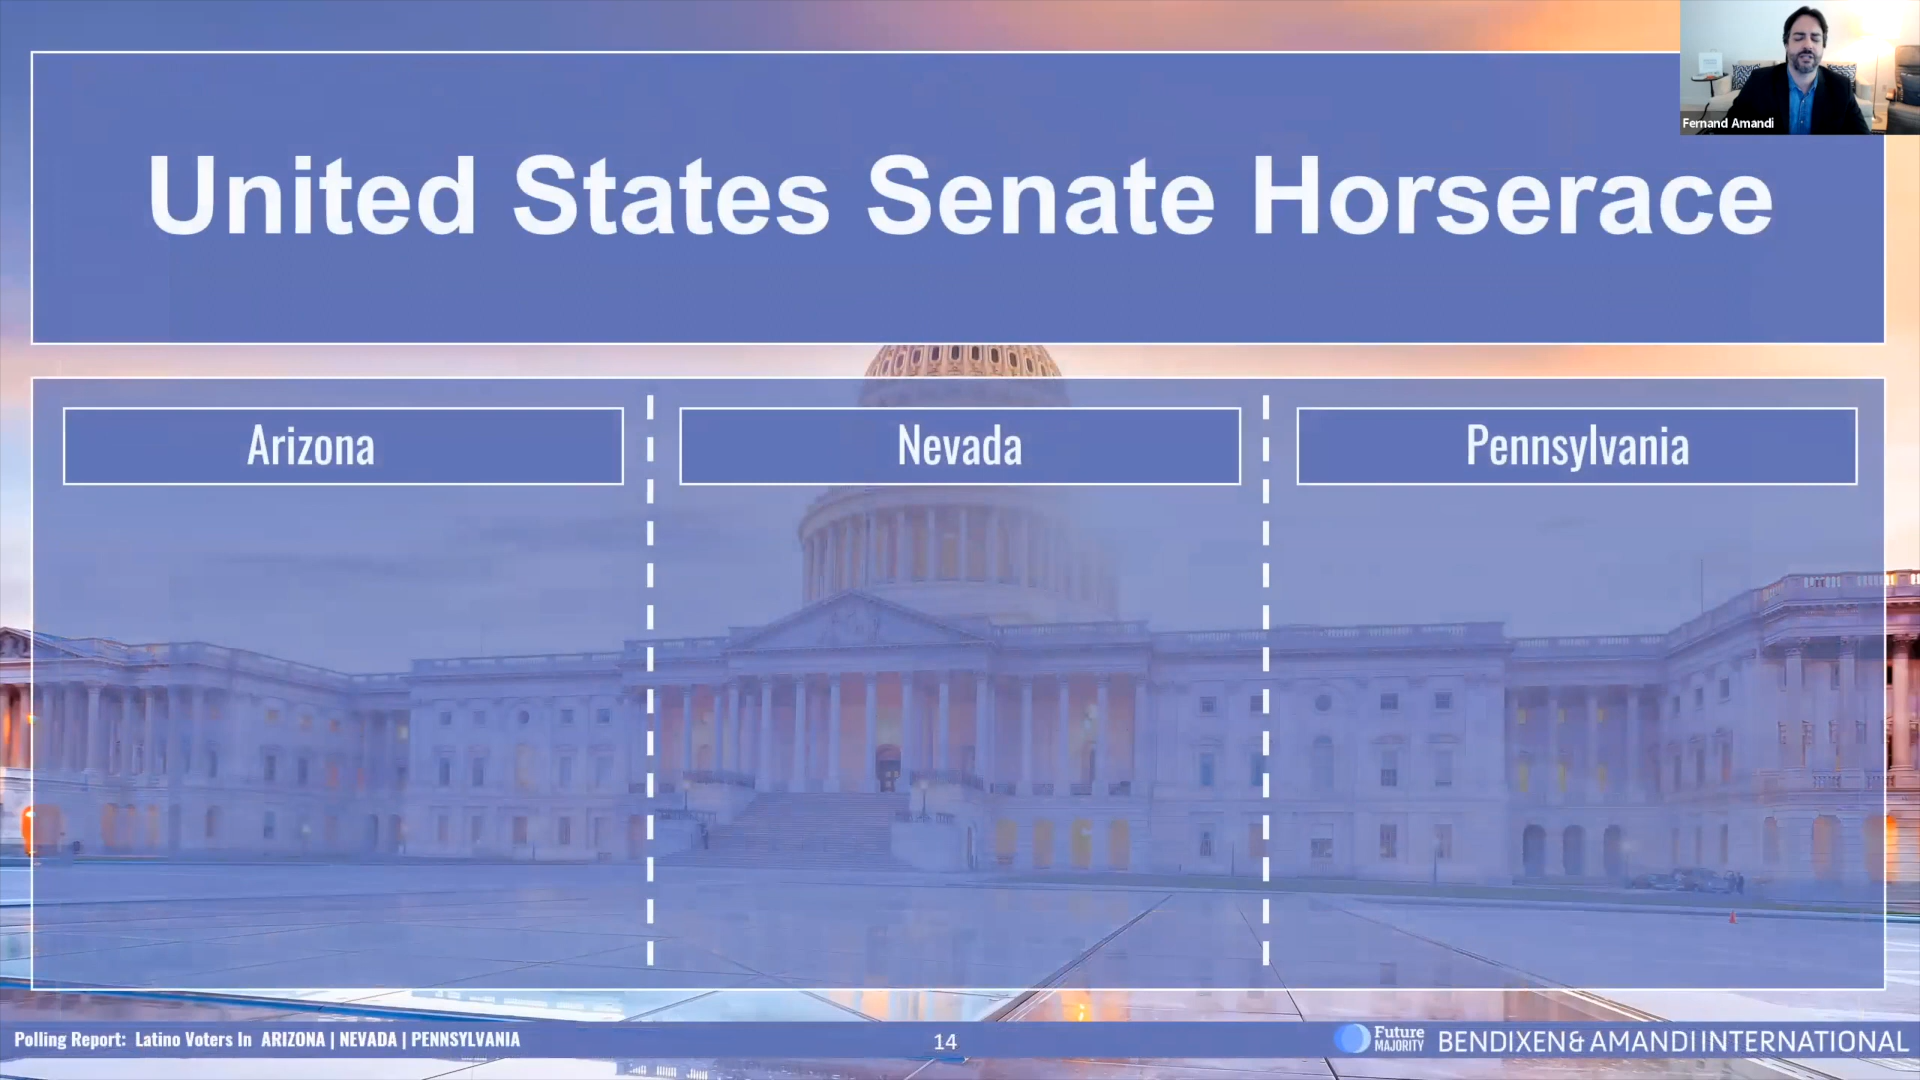 Fernand Amandi
United States Senate Horserace
Arizona
Nevada
Pennsylvania
Polling Report: Latino Voters In ARIZONA | NEVADA | PENNSYLVANIA
14
Future
MAJORITY
BENDIXEN & AMANDI INTERNATIONAL